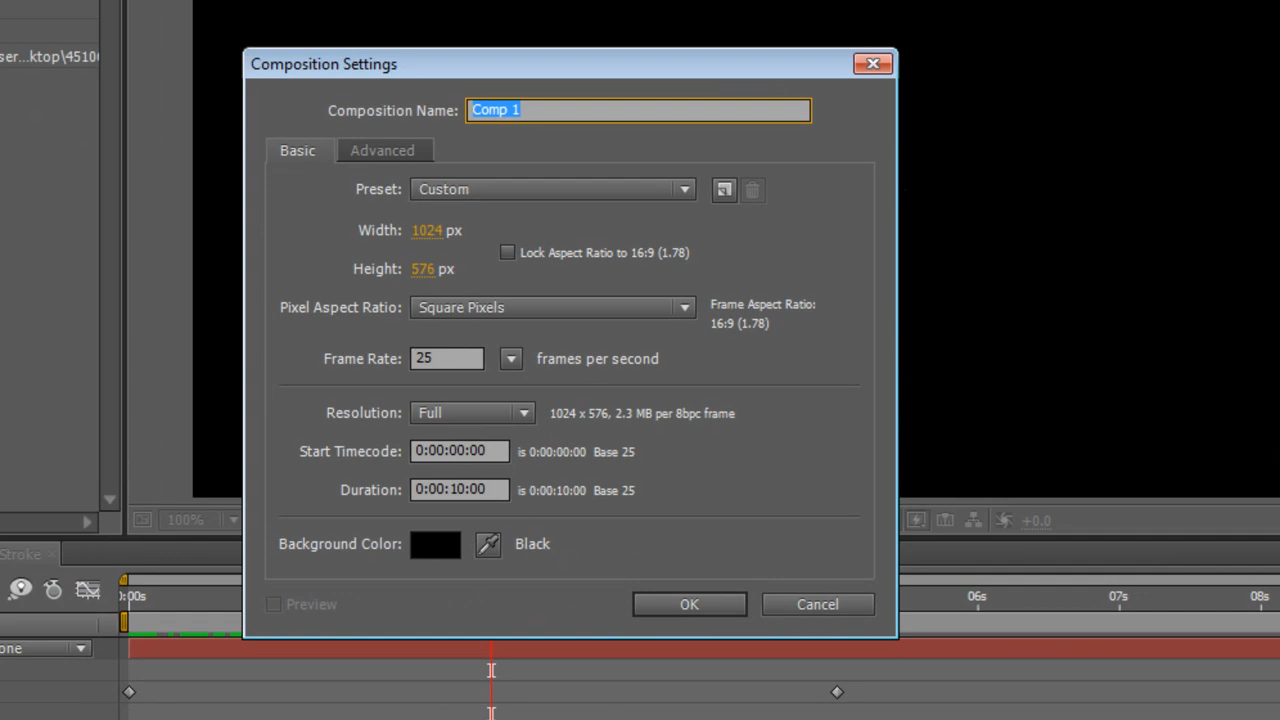 ser...ktop\4510
Composition Settings
Composition Name: Comp 1
Basic Advanced
Preset: Custom
Width: 1024 px
Lock Aspect Ratio to 16:9 (1.78)
Height: 576 px
Pixel Aspect Ratio: Square Pixels
Frame Aspect Ratio:
16:9 (1.78)
Frame Rate: 25 frames per second
Resolution: Full 1024 x 576, 2.3 MB per 8bpc frame
Start Timecode: 0:00:00:00 is 0:00:00:00 Base 25
Duration: 0:00:10:00 is 0:00:10:00 Base 25
100% +0.0
Background Color: Black
Stroke
):00s 06s 07s 08s
Preview OK Cancel
one